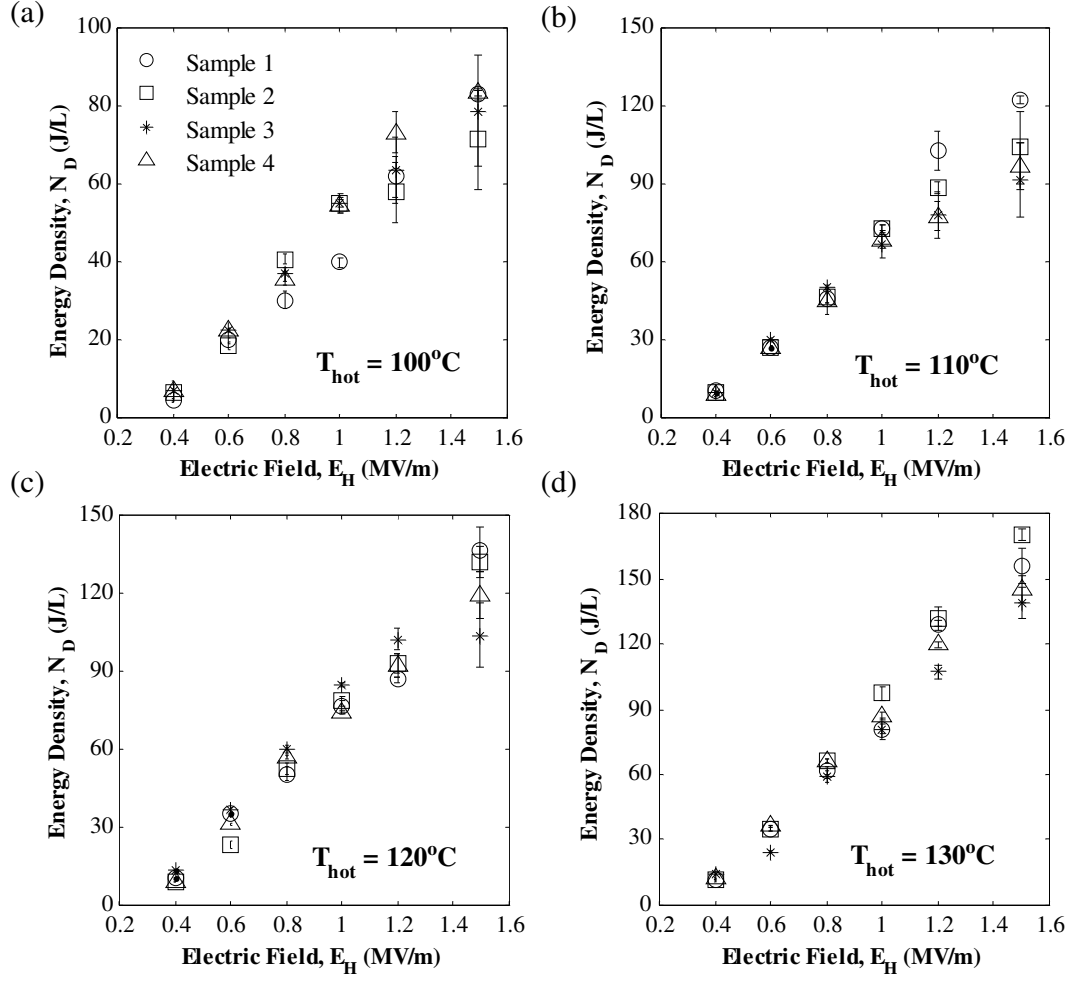 (a)
100
80
60
40
20
0
Energy Density, N_D (J/L)
Sample 1
Sample 2
Sample 3
Sample 4
T_hot = 100°C
0.2 0.4 0.6 0.8 1 1.2 1.4 1.6
Electric Field, E_H (MV/m)
(b)
150
120
90
60
30
0
Energy Density, N_D (J/L)
T_hot = 110°C
0.2 0.4 0.6 0.8 1 1.2 1.4 1.6
Electric Field, E_H (MV/m)
(c)
150
120
90
60
30
0
Energy Density, N_D (J/L)
T_hot = 120°C
0.2 0.4 0.6 0.8 1 1.2 1.4 1.6
Electric Field, E_H (MV/m)
(d)
180
150
120
90
60
30
0
Energy Density, N_D (J/L)
T_hot = 130°C
0.2 0.4 0.6 0.8 1 1.2 1.4 1.6
Electric Field, E_H (MV/m)